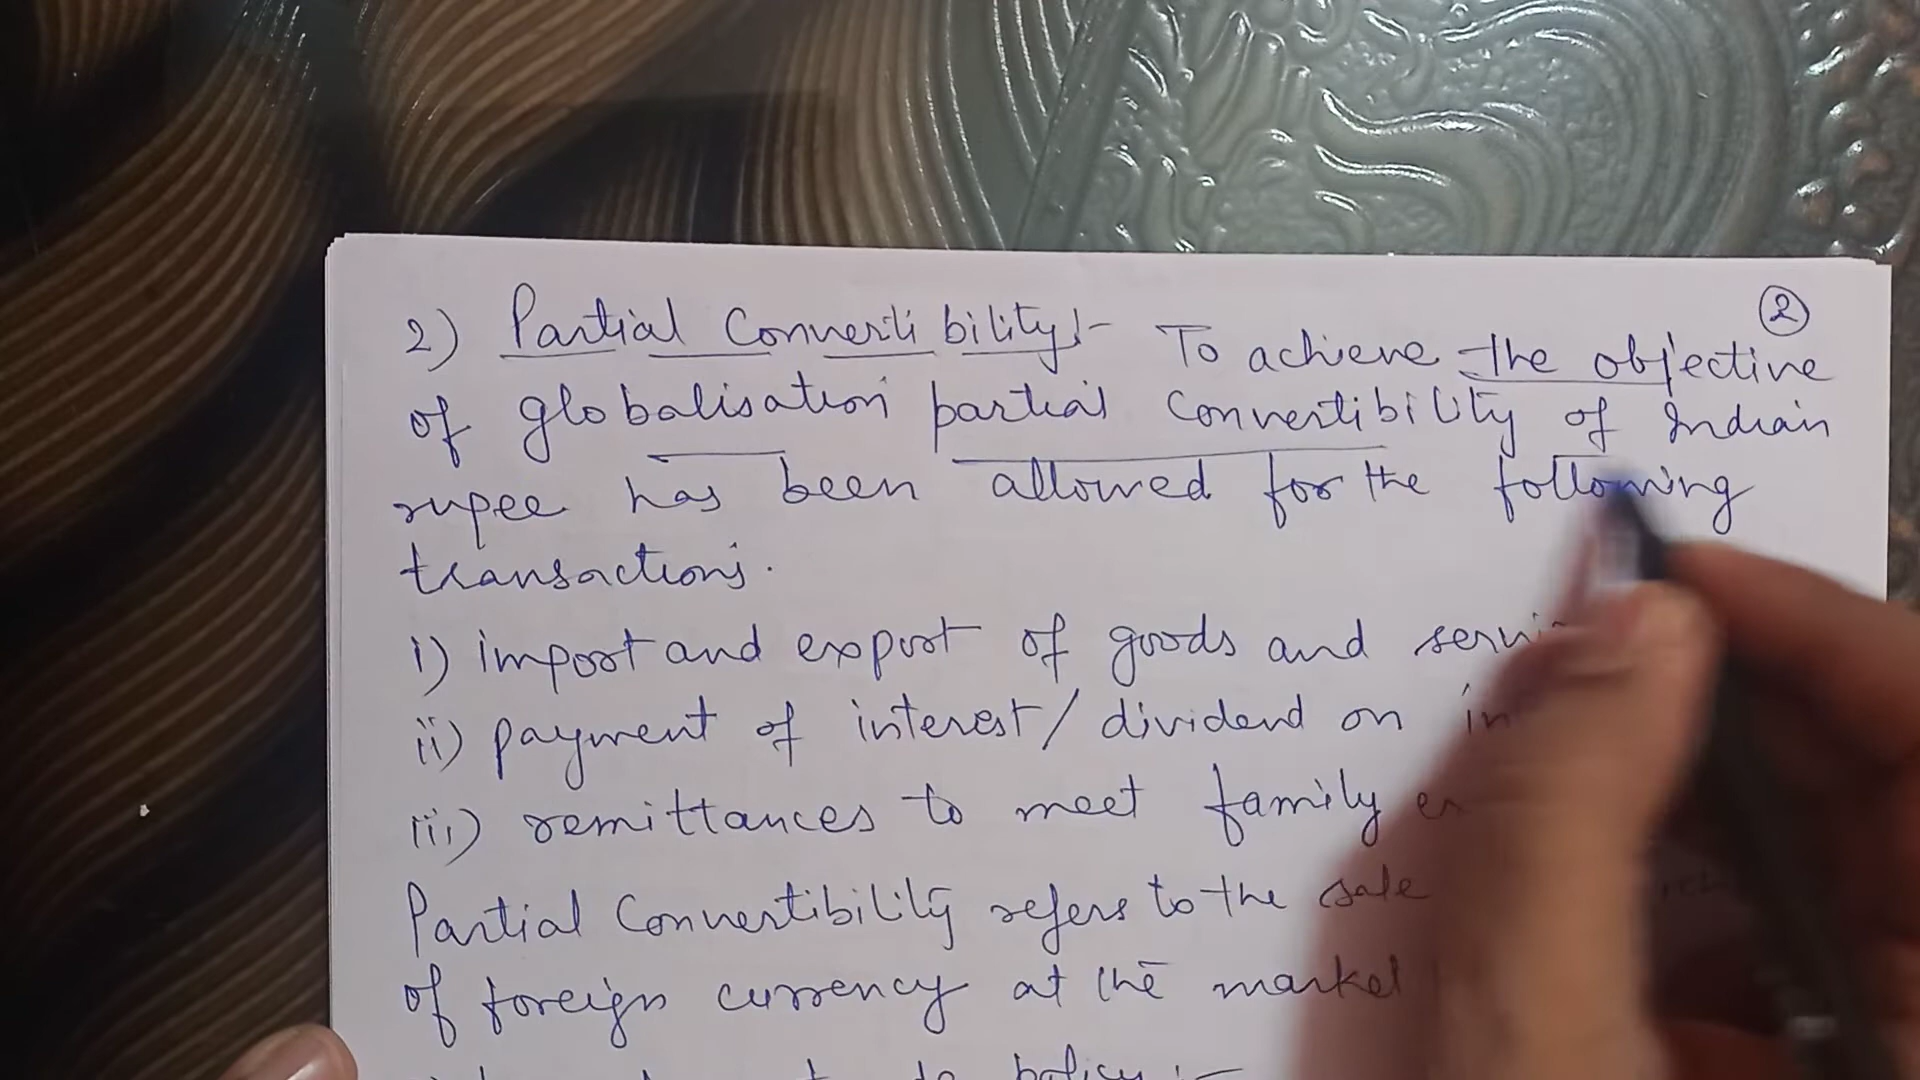 ②
2) Partial Convertibility:- To achieve the objective
of globalisation partial convertibility of Indian
rupee has been allowed for the following
transactions.
i) import and export of goods and
ii) payment of interest/dividend on
iii) remittances to meet family
Partial Convertibility refers to the sale
of foreign currency at the market
policy:-